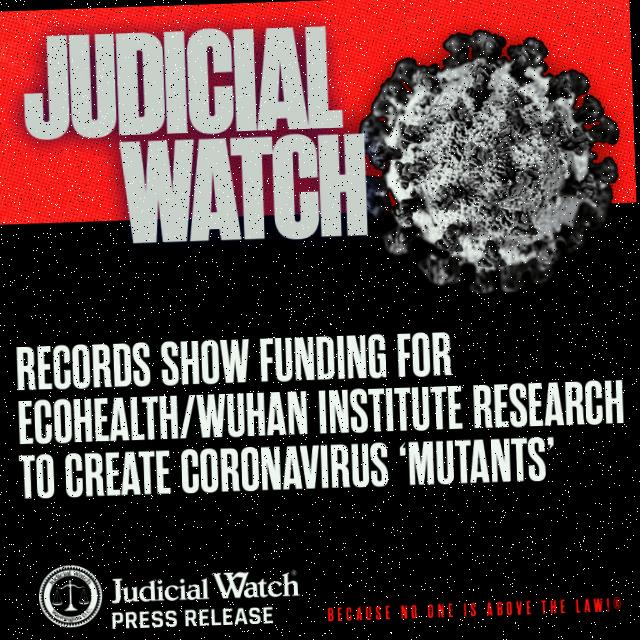 JUDICIAL
WATCH
RECORDS SHOW FUNDING FOR
ECOHEALTH/WUHAN INSTITUTE RESEARCH
TO CREATE CORONAVIRUS ‘MUTANTS’
Judicial Watch®
PRESS RELEASE
BECAUSE NO ONE IS ABOVE THE LAW!®